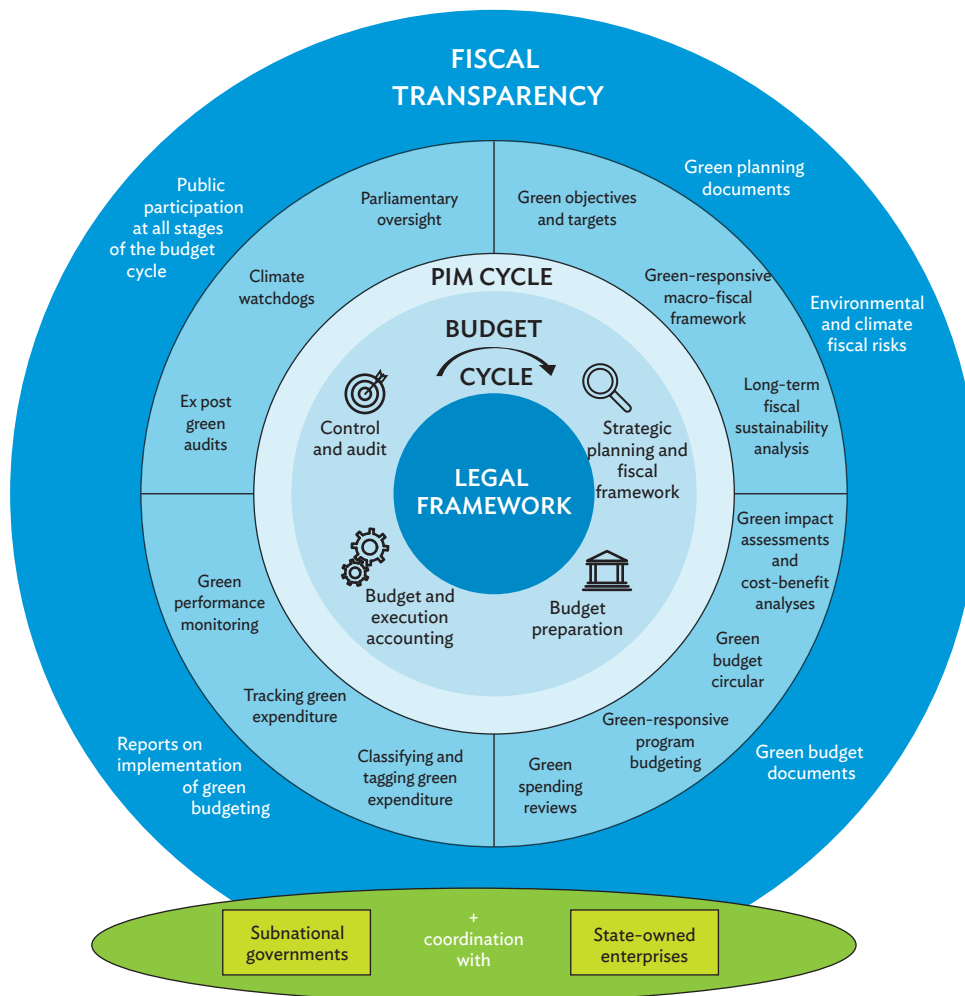 FISCAL
TRANSPARENCY
Public
participation
at all stages
of the budget
cycle
Green planning
documents
Environmental
and climate
fiscal risks
Green budget
documents
Reports on
implementation
of green
budgeting
Parliamentary
oversight
Climate
watchdogs
Ex post
green
audits
Green objectives
and targets
Green-responsive
macro-fiscal
framework
Long-term
fiscal
sustainability
analysis
Green impact
assessments
and
cost-benefit
analyses
Green
budget
circular
Green-responsive
program
budgeting
Green
spending
reviews
Classifying and
tagging green
expenditure
Tracking green
expenditure
Green
performance
monitoring
PIM CYCLE
BUDGET
CYCLE
Control
and audit
Strategic
planning and
fiscal
framework
Budget and
execution
accounting
Budget
preparation
LEGAL
FRAMEWORK
Subnational
governments
+
coordination
with
State-owned
enterprises